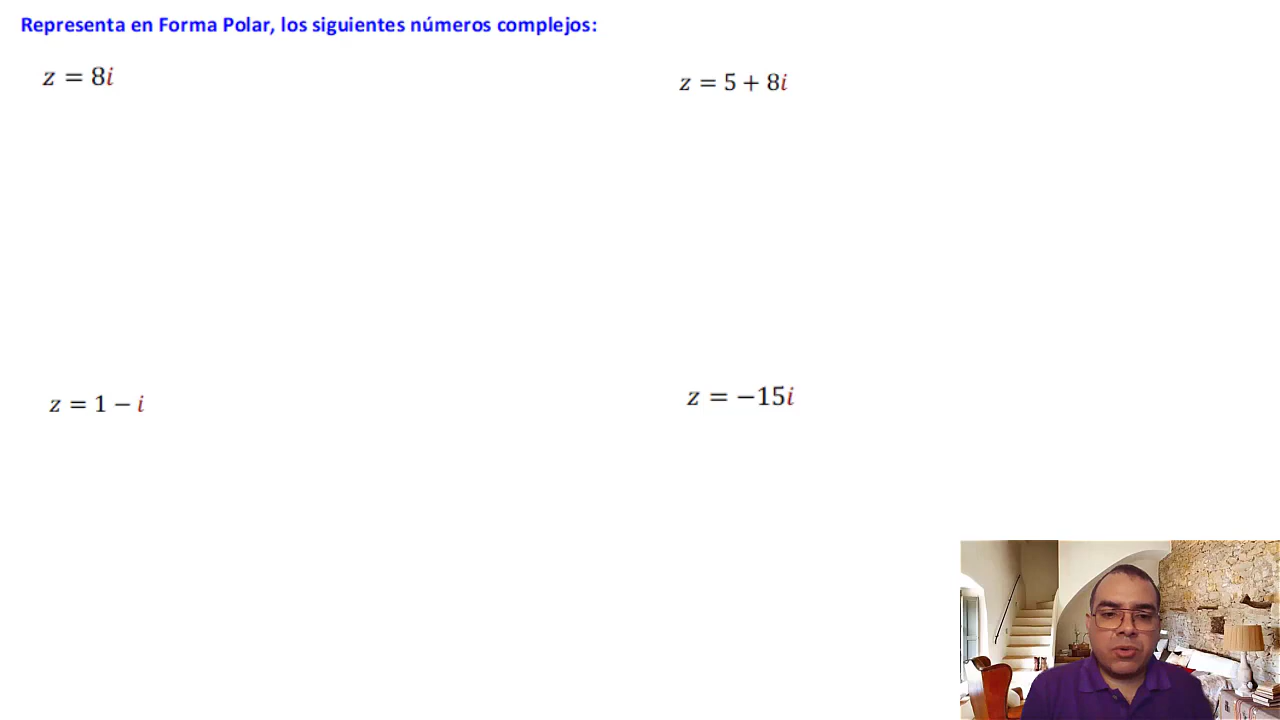 Representa en Forma Polar, los siguientes números complejos:
z = 8i
z = 5 + 8i
z = 1 − i
z = −15i